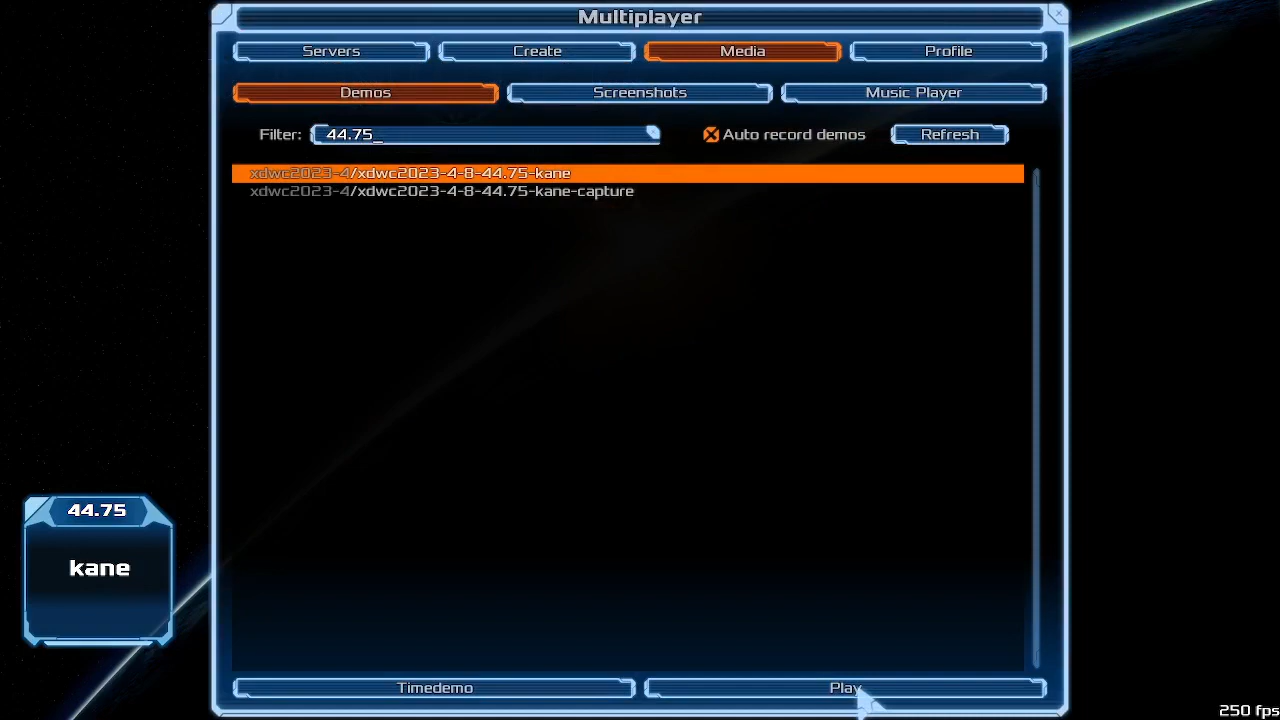 Multiplayer
Servers Create Media Profile
Demos Screenshots Music Player
Filter: 44.75_ Auto record demos Refresh
xdwc2023-4/xdwc2023-4-8-44.75-kane
xdwc2023-4/xdwc2023-4-8-44.75-kane-capture
44.75
kane
Timedemo Play
250 fps